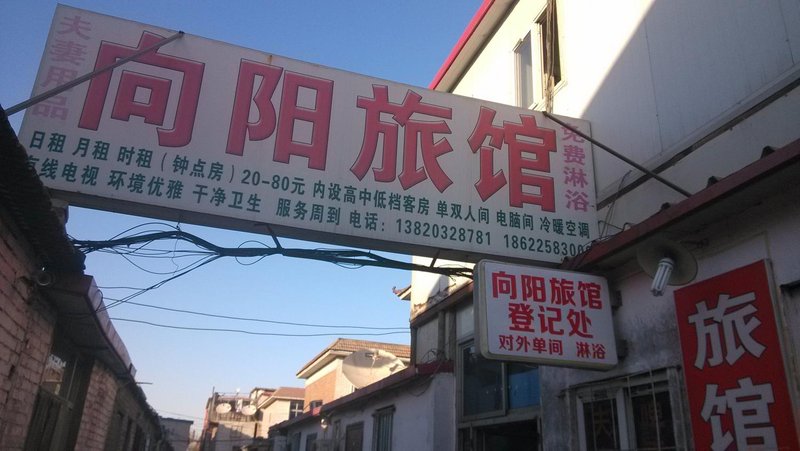 夫妻用品
向阳旅馆
免费淋浴
日租 月租 时租（钟点房）20-80元 内设高中低档客房 单双人间 电脑间 冷暖空调
有线电视 环境优雅 干净卫生 服务周到 电话：13820328781 1862258300
向阳旅馆
登记处
对外单间 淋浴
旅馆